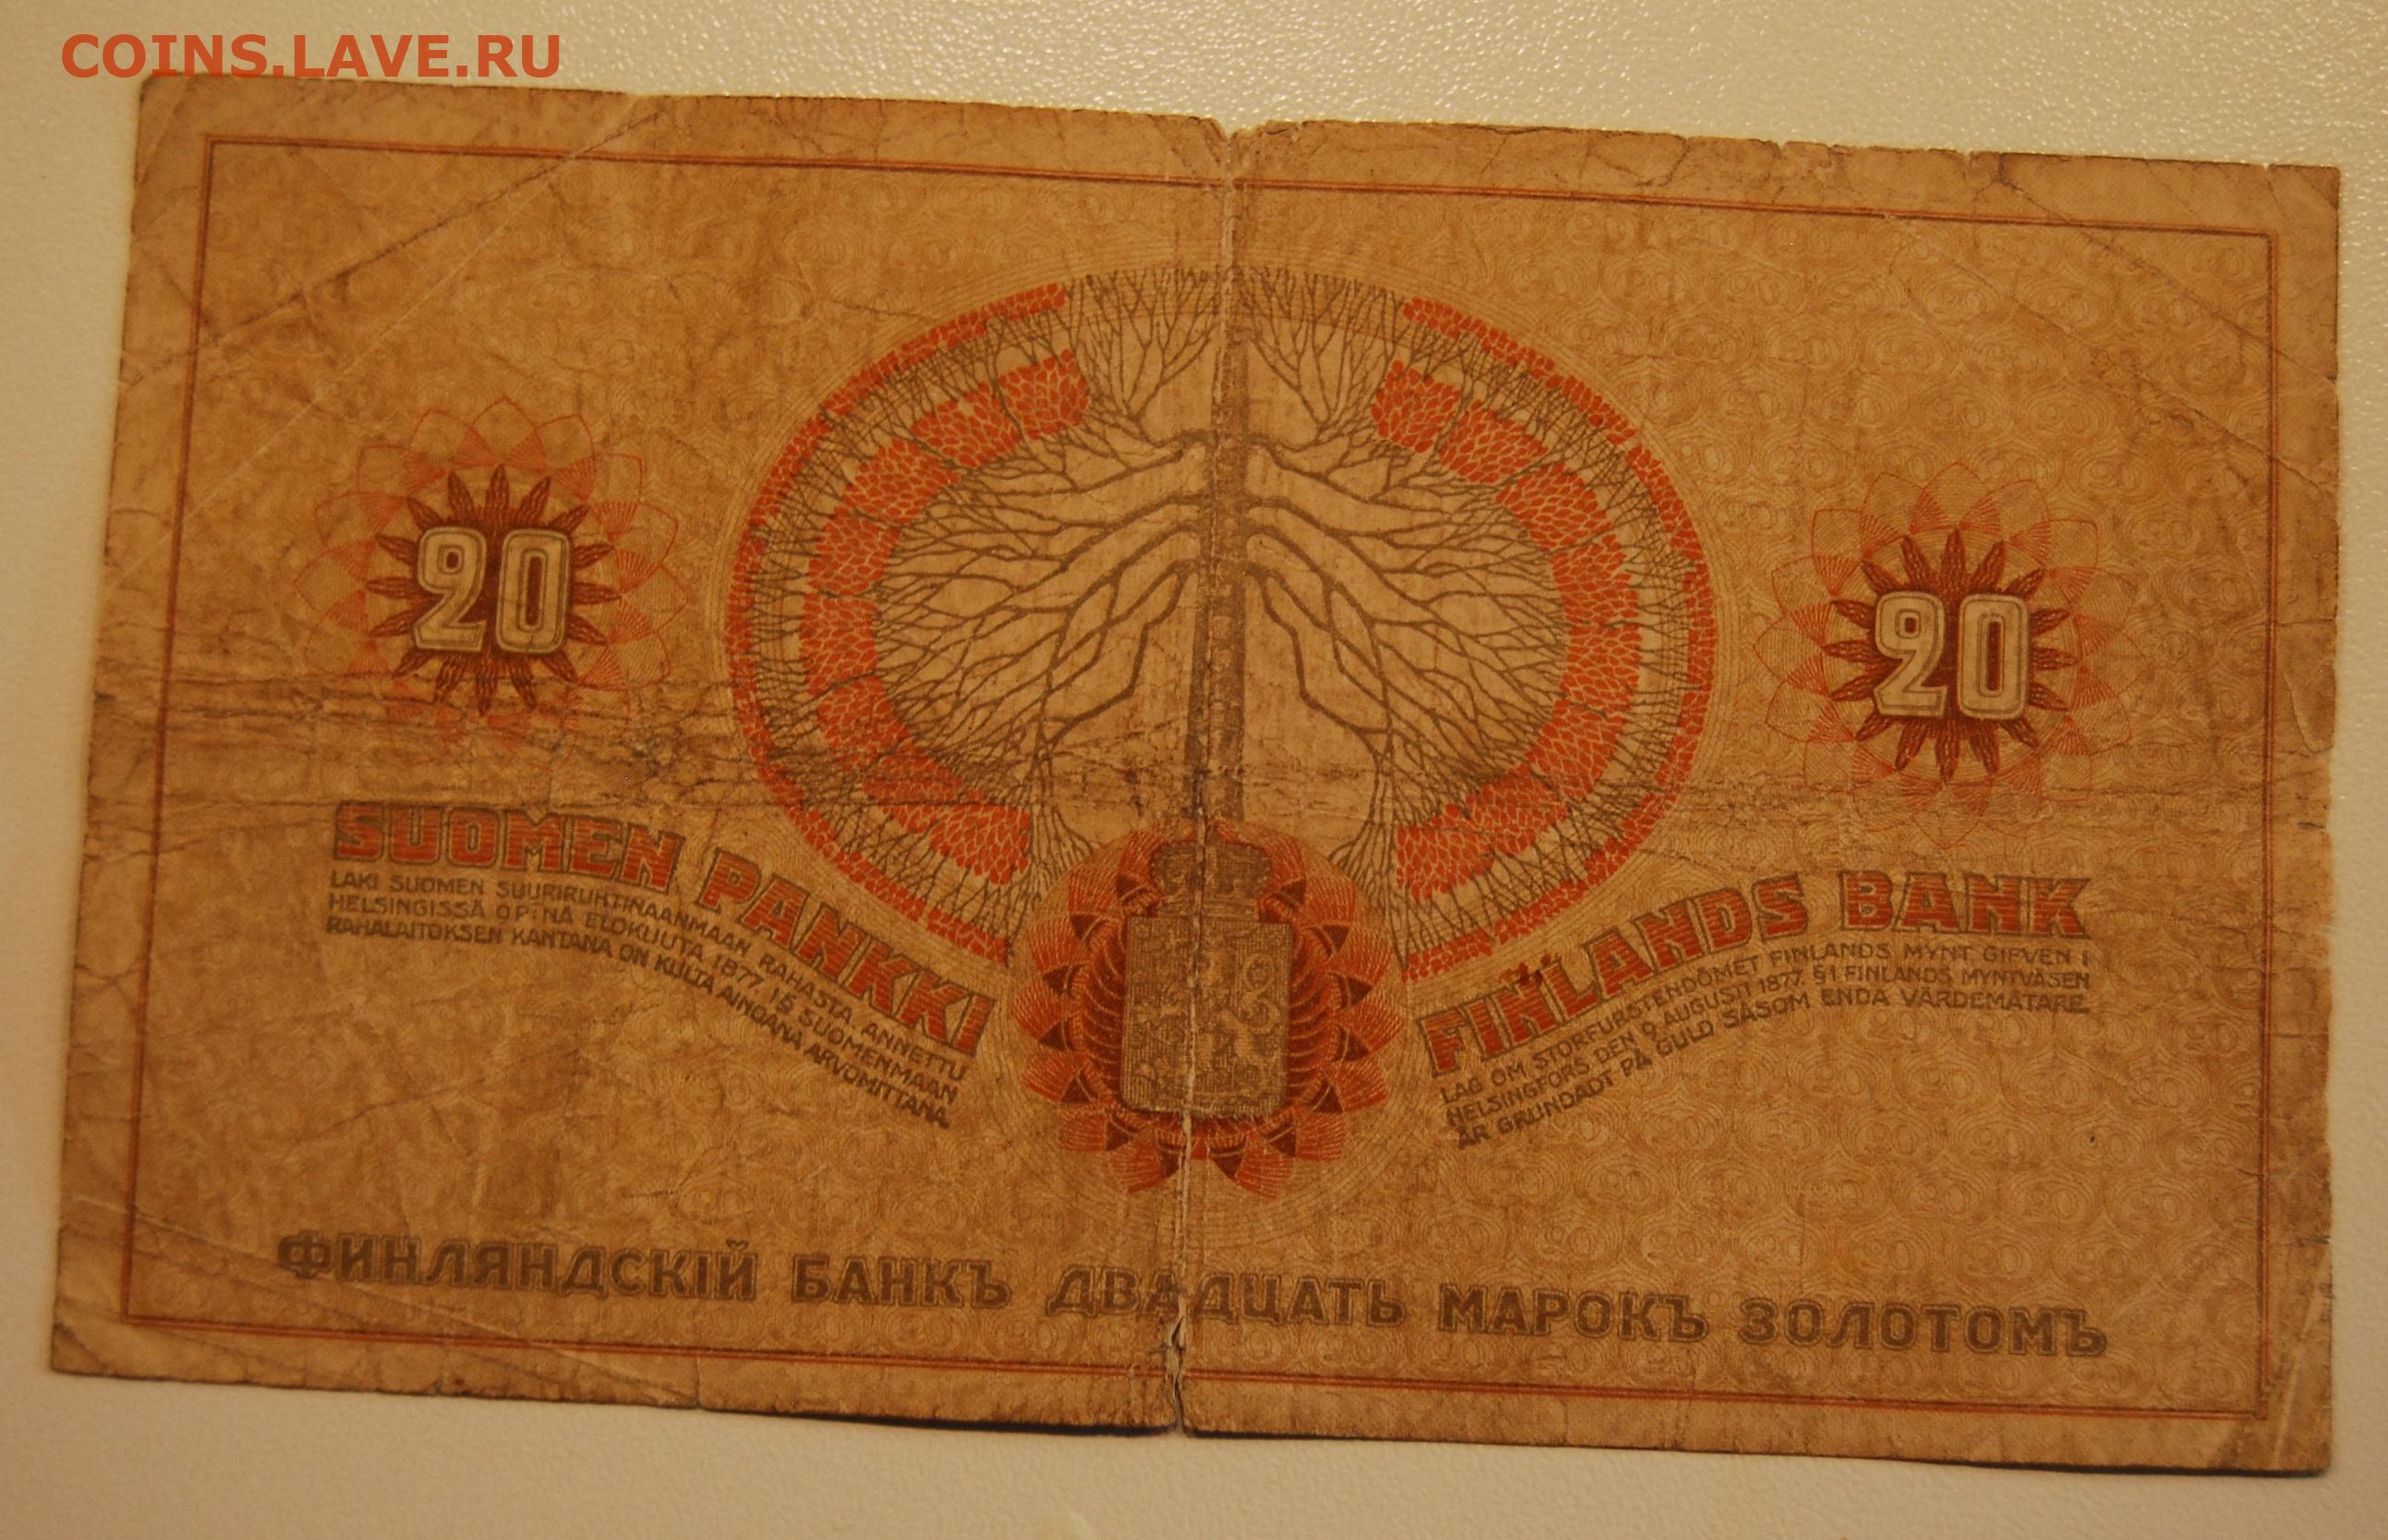 COINS.LAVE.RU
20
20
SUOMEN PANKKI
LAKI SUOMEN SUURIRUHTINAANMAAN RAHASTA, ANNETTU
HELSINGISSÄ 9 P:NÄ ELOKUUTA 1877. 1 § SUOMENMAAN
RAHALAITOKSEN KANTANA ON KULTA AINOANA ARVOMITTANA.
FINLANDS BANK
LAG OM STORFURSTENDÖMET FINLANDS MYNT GIFVEN I
HELSINGFORS DEN 9 AUGUSTI 1877. § 1 FINLANDS MYNTVÄSEN
ÄR GRUNDADT PÅ GULD SÅSOM ENDA VÄRDEMÄTARE.
ФИНЛЯНДСКІЙ БАНКЪ ДВАДЦАТЬ МАРОКЪ ЗОЛОТОМЪ